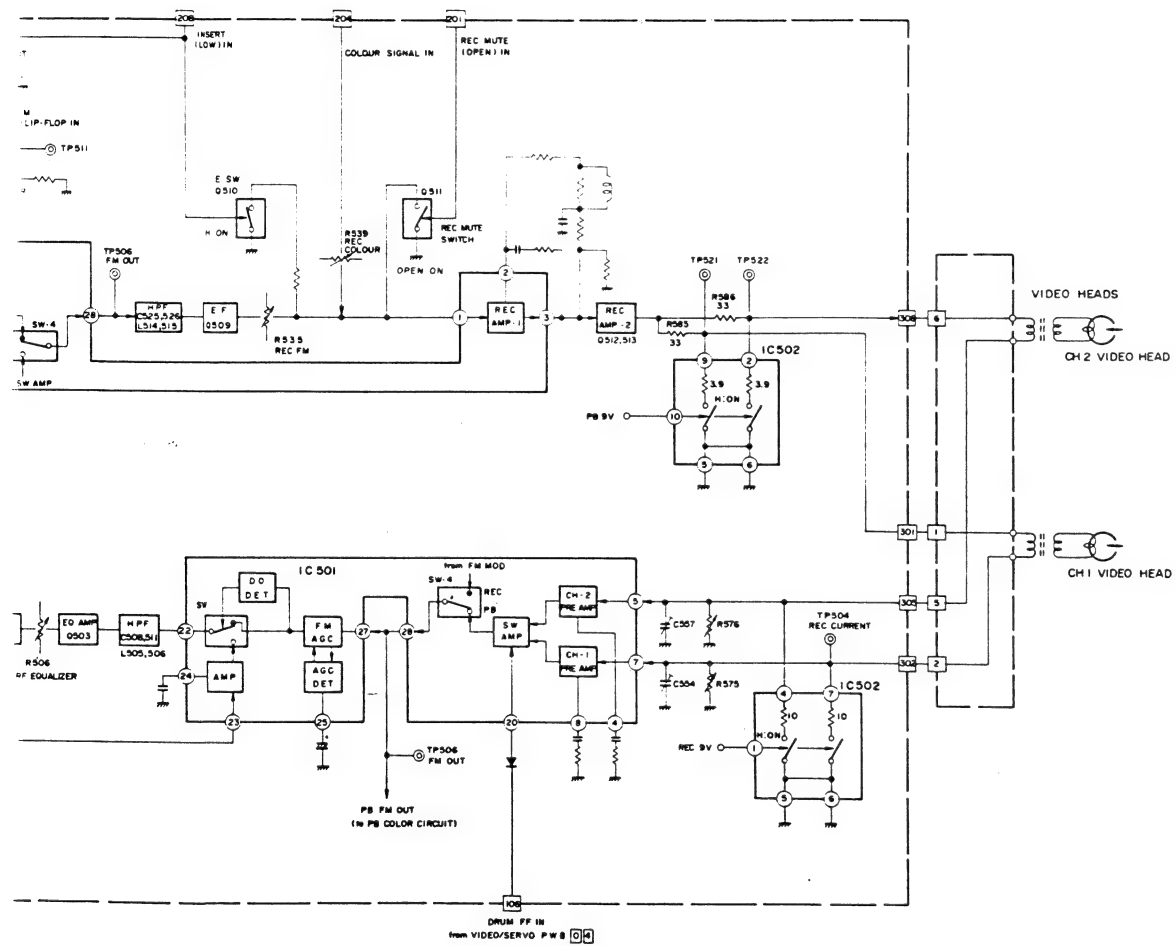 208
204
201
INSERT
(LOW) IN
COLOUR SIGNAL IN
REC MUTE
(OPEN) IN
T
M
LIP-FLOP IN
TP511
E SW
Q510
H ON
R539
REC
COLOUR
Q511
REC MUTE
SWITCH
OPEN ON
TP506
FM OUT
SW-4
28
HPF
C525,526
L514,515
E F
Q509
R535
REC FM
1
2
REC
AMP-1
3
REC
AMP-2
Q512,513
SW AMP
TP521
TP522
R586
33
R585
33
IC502
9
2
3.9
3.9
H:ON
PB 9V
10
5
6
306
6
VIDEO HEADS
CH 2 VIDEO HEAD
301
1
CH 1 VIDEO HEAD
305
5
302
2
IC 501
D O
DET
SW
22
FM
AGC
27
AMP
24
AGC
DET
23
25
R506
RF EQUALIZER
EQ AMP
Q503
HPF
C508,511
L505,506
from FM MOD
SW-4
REC
PB
28
SW
AMP
CH-2
PRE AMP
CH-1
PRE AMP
5
7
20
8
4
C557
R576
C554
R575
TP504
REC CURRENT
IC502
4
7
10
10
H:ON
REC 9V
1
5
6
TP506
FM OUT
PB FM OUT
(to PB COLOR CIRCUIT)
106
DRUM FF IN
from VIDEO/SERVO PWB 0 4